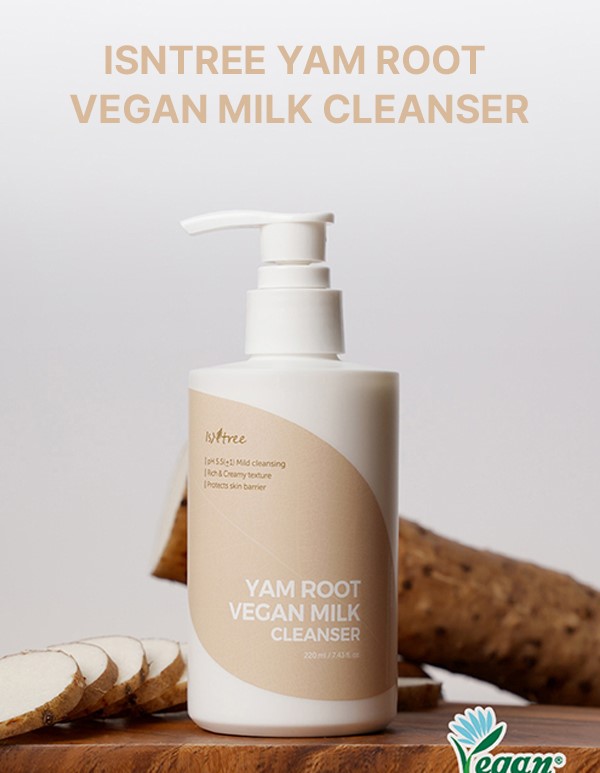 ISNTREE YAM ROOT
VEGAN MILK CLEANSER
Isntree
pH 5.5(±1) Mild cleansing
Rich & Creamy texture
Protects skin barrier
YAM ROOT
VEGAN MILK
CLEANSER
220 ml / 7.43 fl.oz
Vegan®